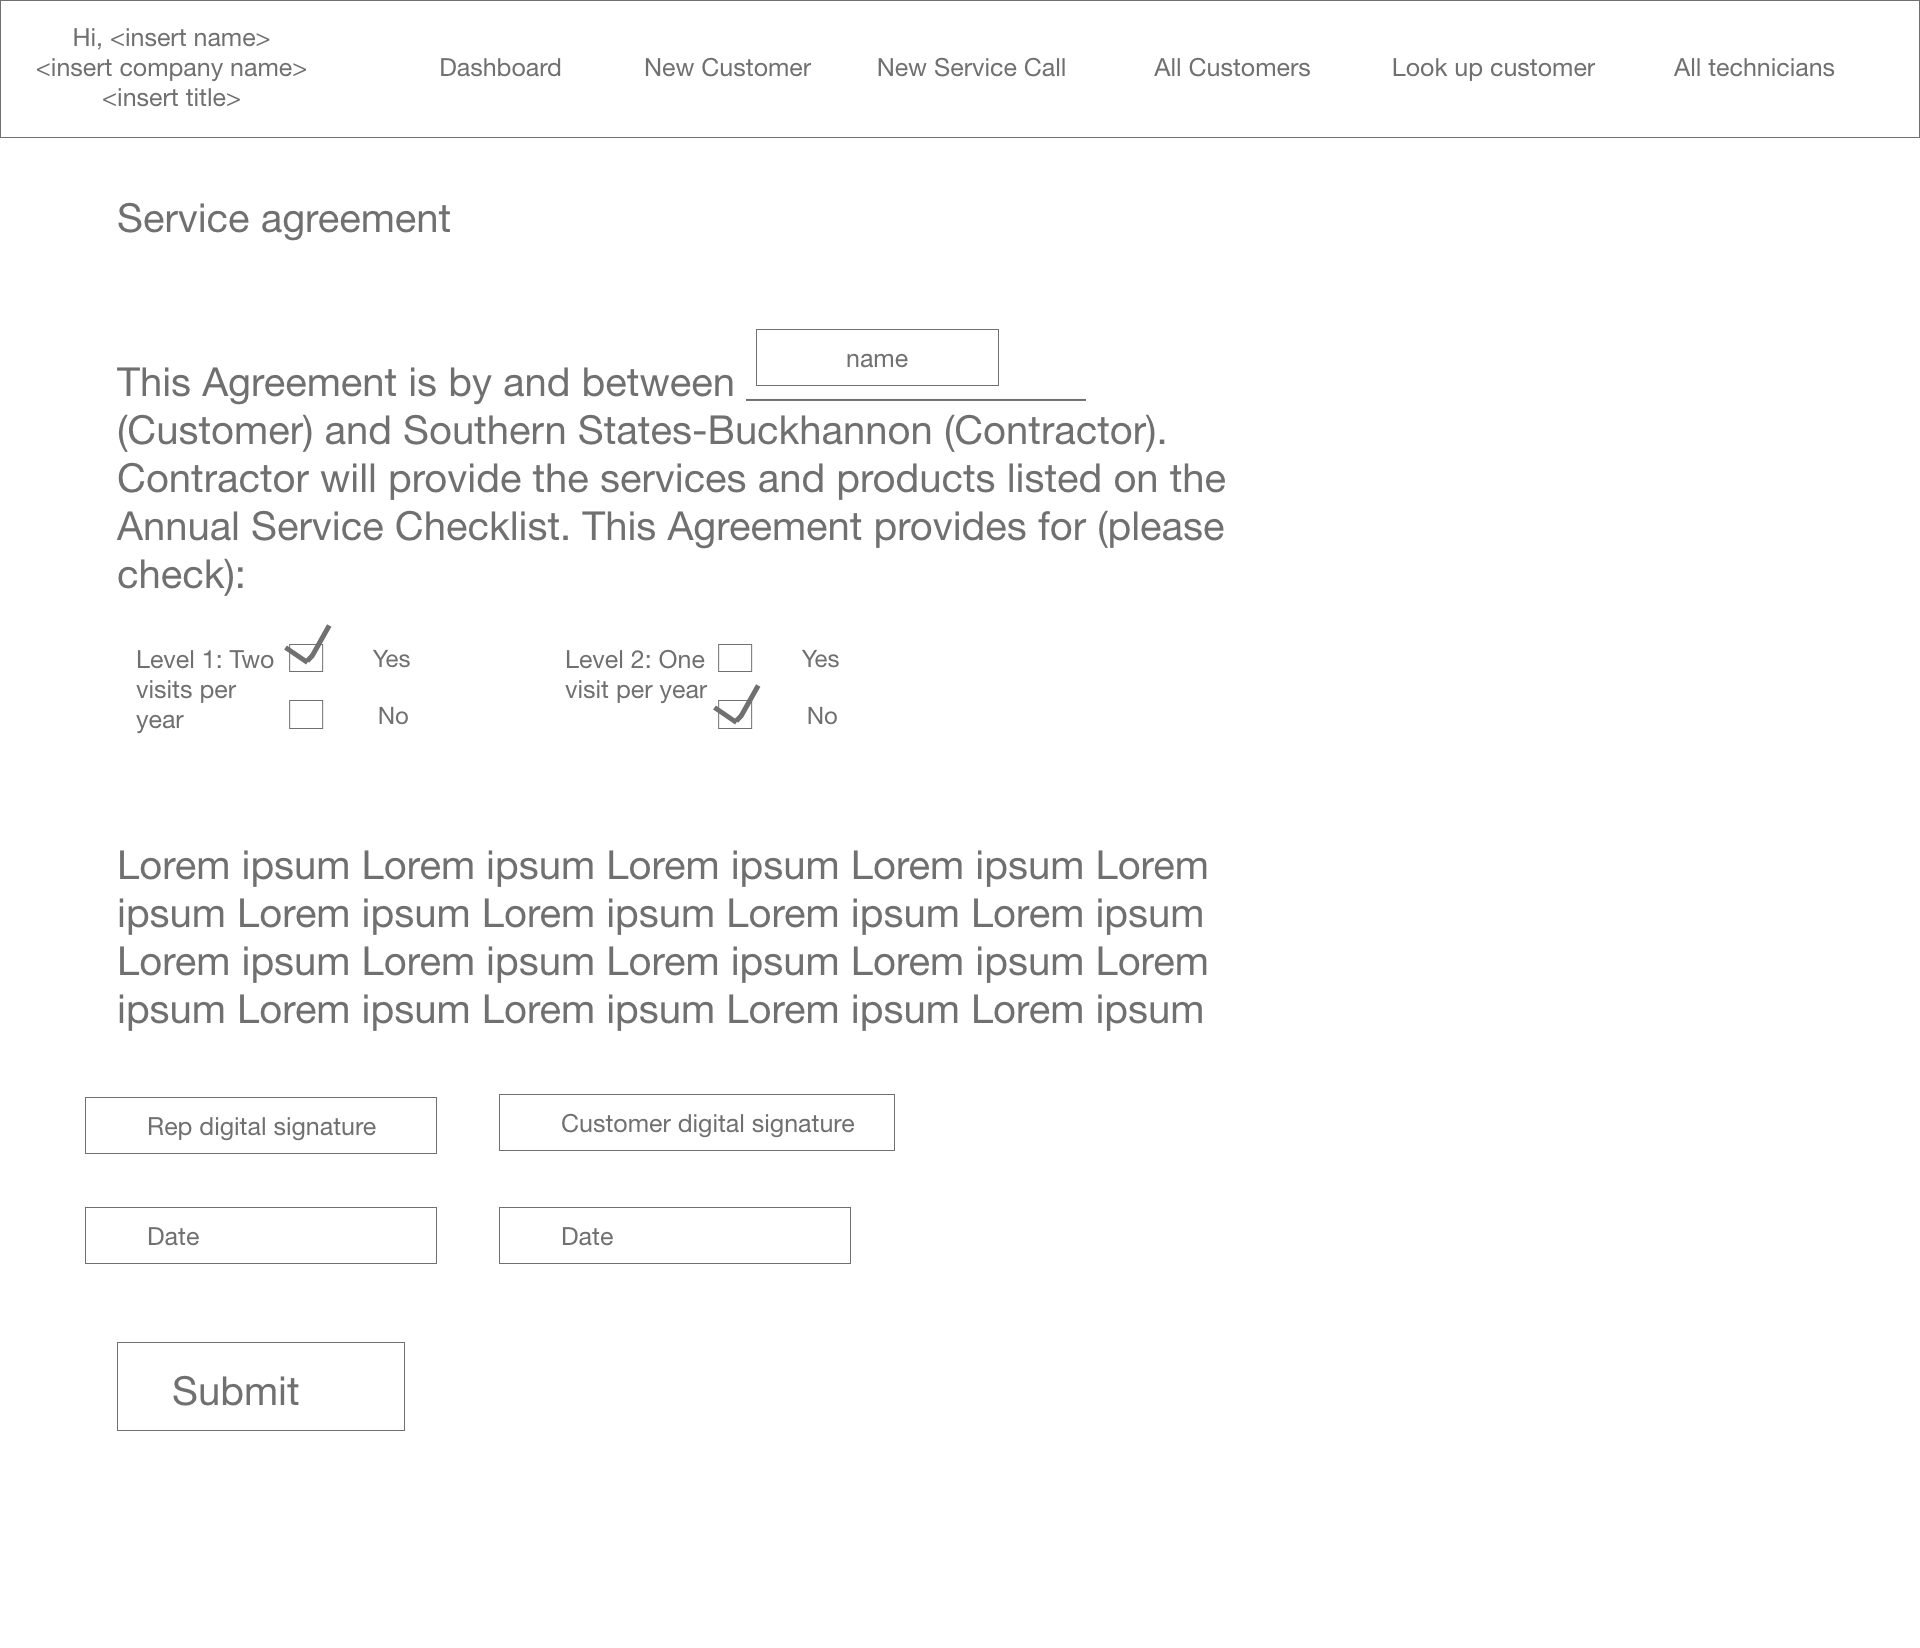 Hi, <insert name>
<insert company name>
<insert title>
Dashboard
New Customer
New Service Call
All Customers
Look up customer
All technicians
Service agreement
name
This Agreement is by and between
(Customer) and Southern States-Buckhannon (Contractor).
Contractor will provide the services and products listed on the
Annual Service Checklist. This Agreement provides for (please
check):
Level 1: Two
visits per
year
Yes
No
Level 2: One
visit per year
Yes
No
Lorem ipsum Lorem ipsum Lorem ipsum Lorem ipsum Lorem
ipsum Lorem ipsum Lorem ipsum Lorem ipsum Lorem ipsum
Lorem ipsum Lorem ipsum Lorem ipsum Lorem ipsum Lorem
ipsum Lorem ipsum Lorem ipsum Lorem ipsum Lorem ipsum
Rep digital signature
Customer digital signature
Date
Date
Submit